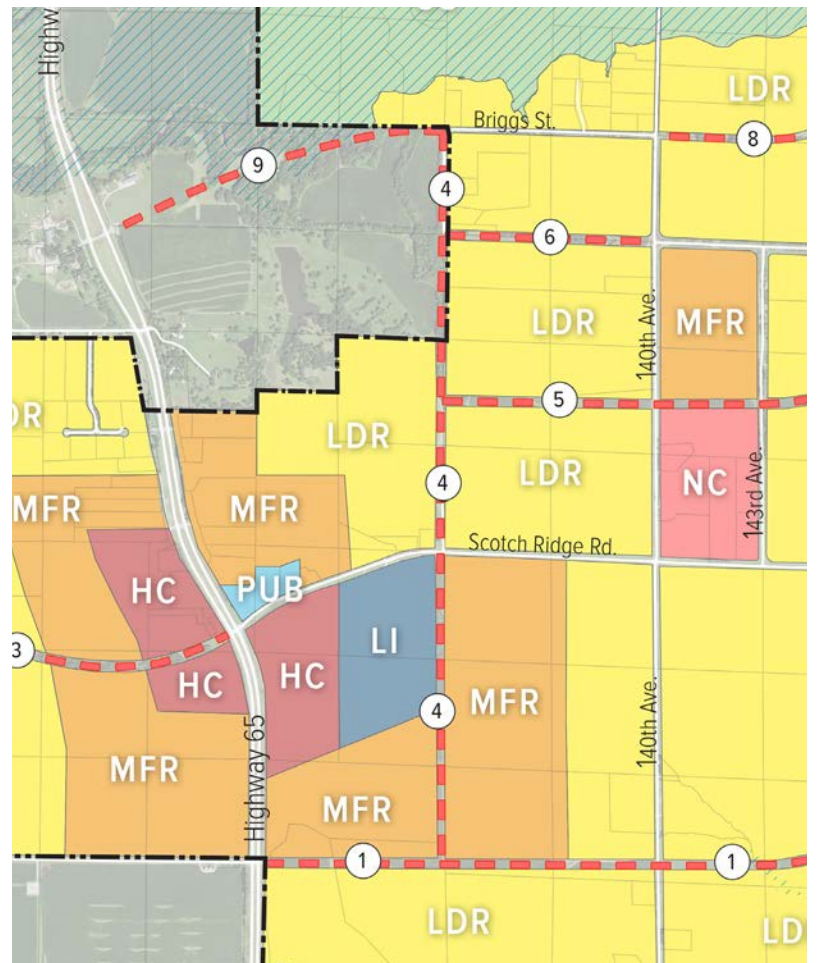 Highw
LDR
Briggs St.
8
9
4
6
140th Ave.
LDR
MFR
5
DR
LDR
LDR
NC
143rd Ave.
4
MFR
MFR
Scotch Ridge Rd.
HC
PUB
LI
3
HC
HC
MFR
4
140th Ave.
MFR
Highway 65
MFR
1
1
LDR
LD